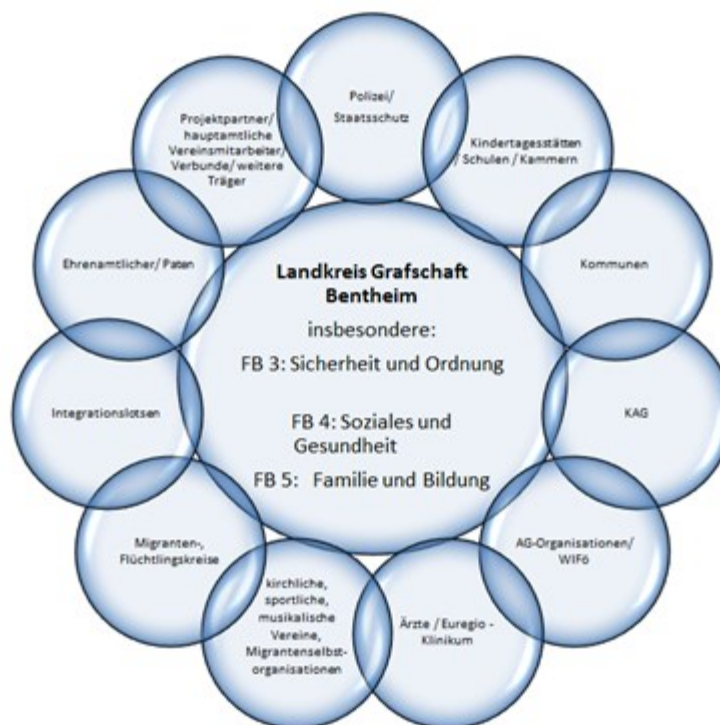 Polizei/
Staatsschutz
Kindertagesstätten
/ Schulen / Kammern
Kommunen
KAG
AG-Organisationen/
WIFö
Ärzte / Euregio -
Klinikum
kirchliche,
sportliche,
musikalische
Vereine,
Migrantenselbst-
organisationen
Migranten-,
Flüchtlingskreise
Integrationslotsen
Ehrenamtlicher/ Paten
Projektpartner/
hauptamtliche
Vereinsmitarbeiter/
Verbunde/ weitere
Träger
Landkreis Grafschaft
Bentheim
insbesondere:
FB 3: Sicherheit und Ordnung
FB 4: Soziales und
Gesundheit
FB 5: Familie und Bildung